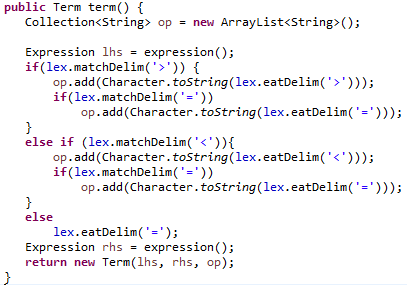 public Term term() {
Collection<String> op = new ArrayList<String>();
Expression lhs = expression();
if(lex.matchDelim('>')) {
op.add(Character.toString(lex.eatDelim('>')));
if(lex.matchDelim('='))
op.add(Character.toString(lex.eatDelim('=')));
}
else if (lex.matchDelim('<')){
op.add(Character.toString(lex.eatDelim('<')));
if(lex.matchDelim('='))
op.add(Character.toString(lex.eatDelim('=')));
}
else
lex.eatDelim('=');
Expression rhs = expression();
return new Term(lhs, rhs, op);
}